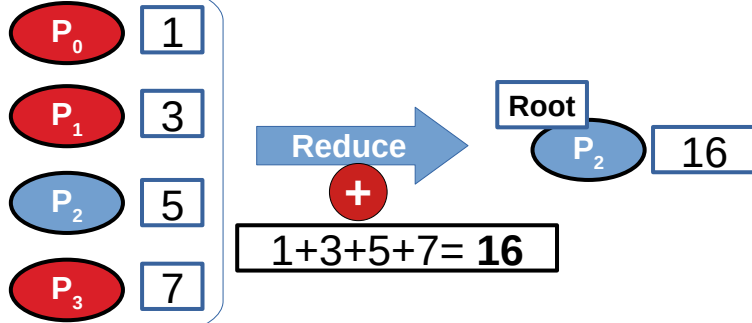 P0 1
P1 3
P2 5
P3 7
Reduce
+
1+3+5+7= 16
Root
P2 16